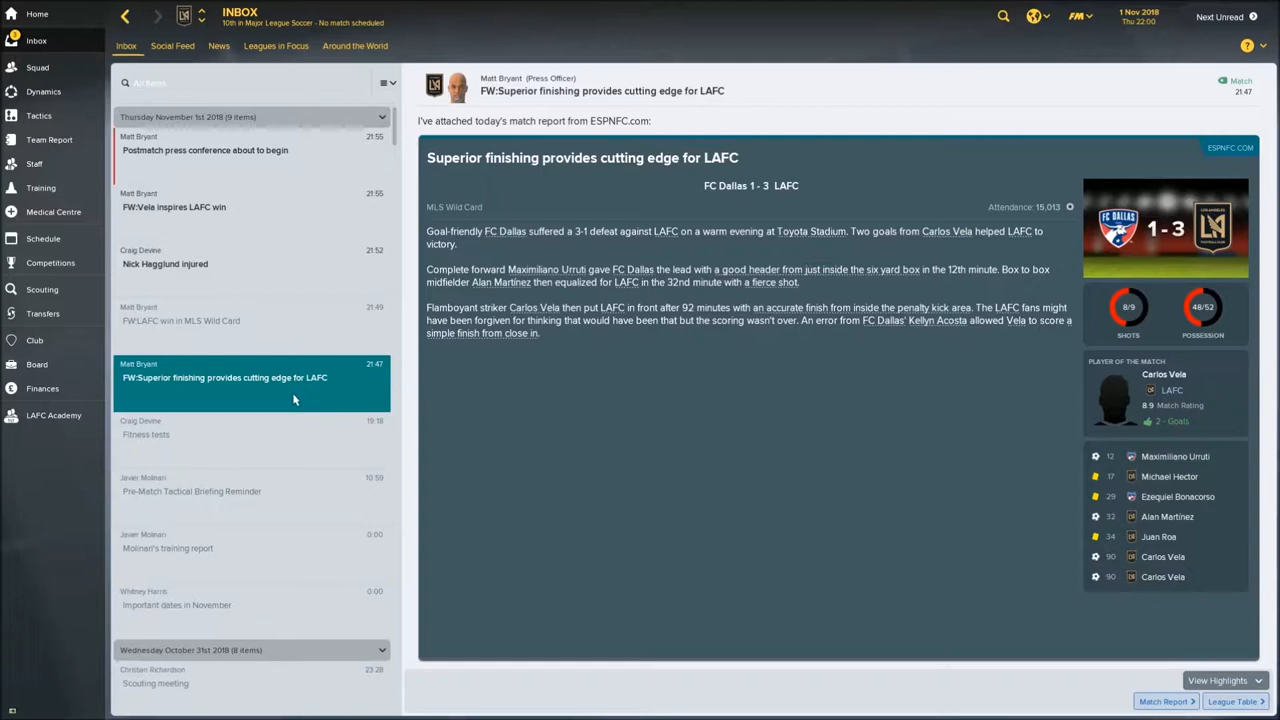 Home
INBOX
10th in Major League Soccer - No match scheduled
FM
1 Nov 2018
Thu 22:00
Next Unread
Inbox
Squad
Dynamics
Tactics
Team Report
Staff
Training
Medical Centre
Schedule
Competitions
Scouting
Transfers
Club
Board
Finances
LAFC Academy
Inbox Social Feed News Leagues in Focus Around the World
?
All Items
Thursday November 1st 2018 (9 items)
Matt Bryant 21:55
Postmatch press conference about to begin
Matt Bryant 21:55
FW:Vela inspires LAFC win
Craig Devine 21:52
Nick Hagglund injured
Matt Bryant 21:49
FW:LAFC win in MLS Wild Card
Matt Bryant 21:47
FW:Superior finishing provides cutting edge for LAFC
Craig Devine 19:18
Fitness tests
Javier Molinari 10:59
Pre-Match Tactical Briefing Reminder
Javier Molinari 0:00
Molinari's training report
Whitney Harris 0:00
Important dates in November
Wednesday October 31st 2018 (8 items)
Christian Richardson 23:28
Scouting meeting
Matt Bryant (Press Officer)
FW:Superior finishing provides cutting edge for LAFC
Match
21:47
I've attached today's match report from ESPNFC.com:
ESPNFC.COM
Superior finishing provides cutting edge for LAFC
FC Dallas 1 - 3 LAFC
MLS Wild Card Attendance: 15,013
Goal-friendly FC Dallas suffered a 3-1 defeat against LAFC on a warm evening at Toyota Stadium. Two goals from Carlos Vela helped LAFC to
victory.
Complete forward Maximiliano Urruti gave FC Dallas the lead with a good header from just inside the six yard box in the 12th minute. Box to box
midfielder Alan Martínez then equalized for LAFC in the 32nd minute with a fierce shot.
Flamboyant striker Carlos Vela then put LAFC in front after 92 minutes with an accurate finish from inside the penalty kick area. The LAFC fans might
have been forgiven for thinking that would have been that but the scoring wasn't over. An error from FC Dallas' Kellyn Acosta allowed Vela to score a
simple finish from close in.
1 - 3
8/9
SHOTS
48/52
POSSESSION
PLAYER OF THE MATCH
Carlos Vela
LAFC
8.9 Match Rating
2 - Goals
12 Maximiliano Urruti
17 Michael Hector
29 Ezequiel Bonacorso
32 Alan Martínez
34 Juan Roa
90 Carlos Vela
90 Carlos Vela
View Highlights
Match Report
League Table